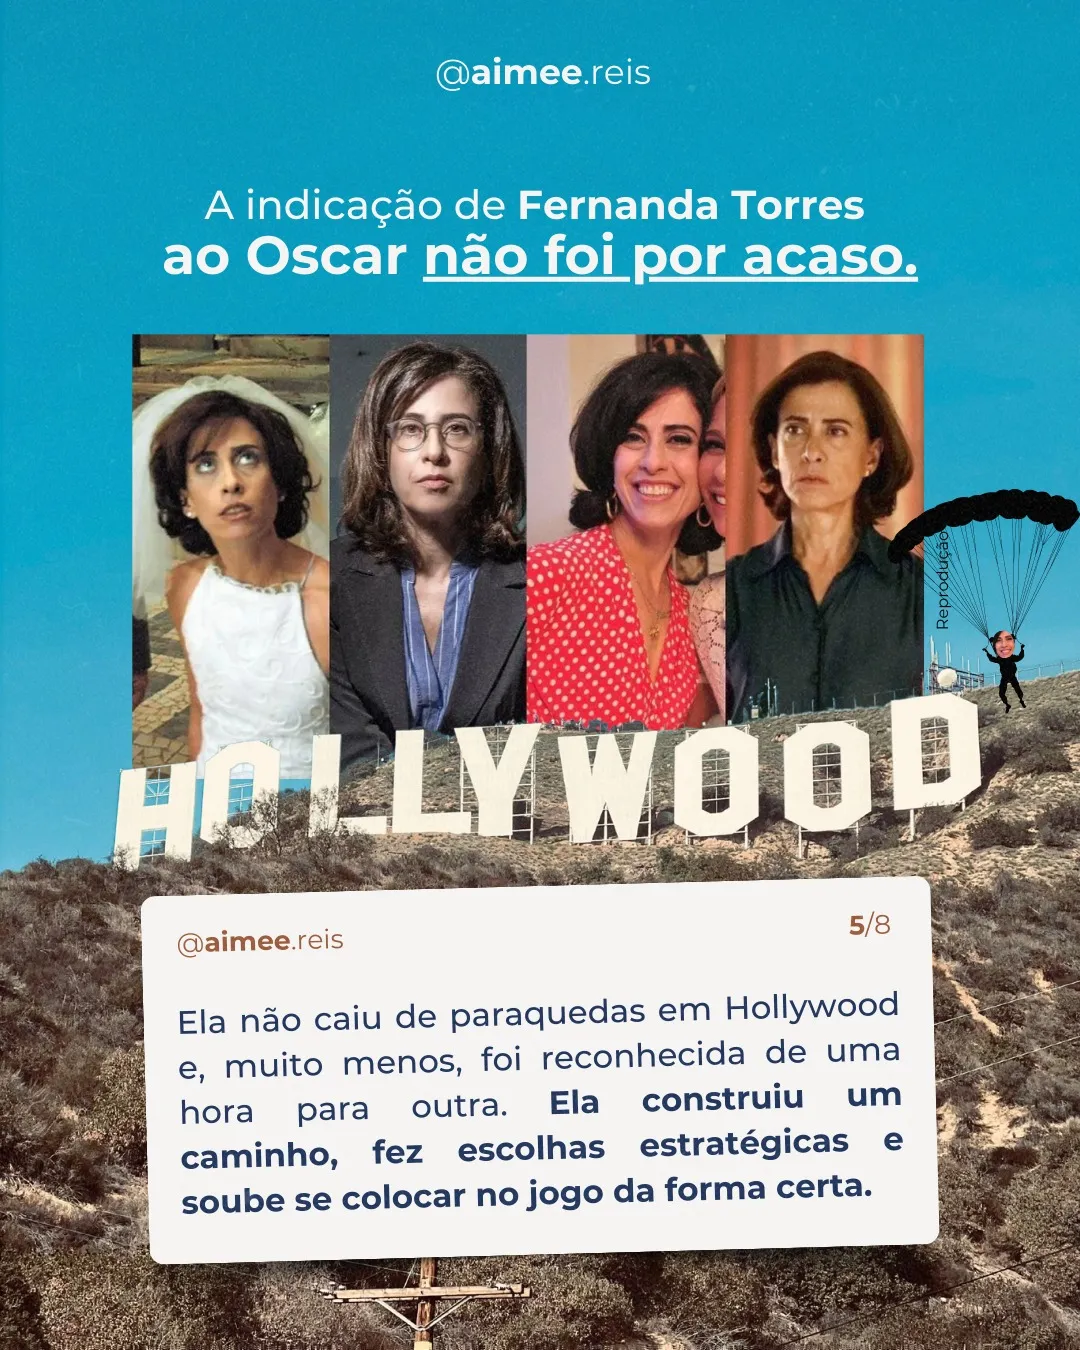 @aimee.reis
A indicação de Fernanda Torres
ao Oscar não foi por acaso.
Reprodução
HOLLYWOOD
@aimee.reis
5/8
Ela não caiu de paraquedas em Hollywood
e, muito menos, foi reconhecida de uma
hora para outra. Ela construiu um
caminho, fez escolhas estratégicas e
soube se colocar no jogo da forma certa.